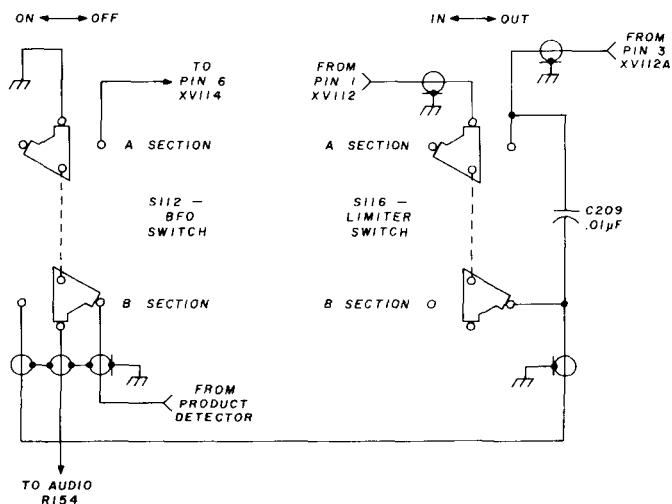 ON OFF
IN OUT
TO
PIN 6
XV114
FROM
PIN 1
XV112
FROM
PIN 3
XV112A
A SECTION
A SECTION
S112 —
BFO
SWITCH
S116 —
LIMITER
SWITCH
C209
.01μF
B SECTION
B SECTION
FROM
PRODUCT
DETECTOR
TO AUDIO
R154